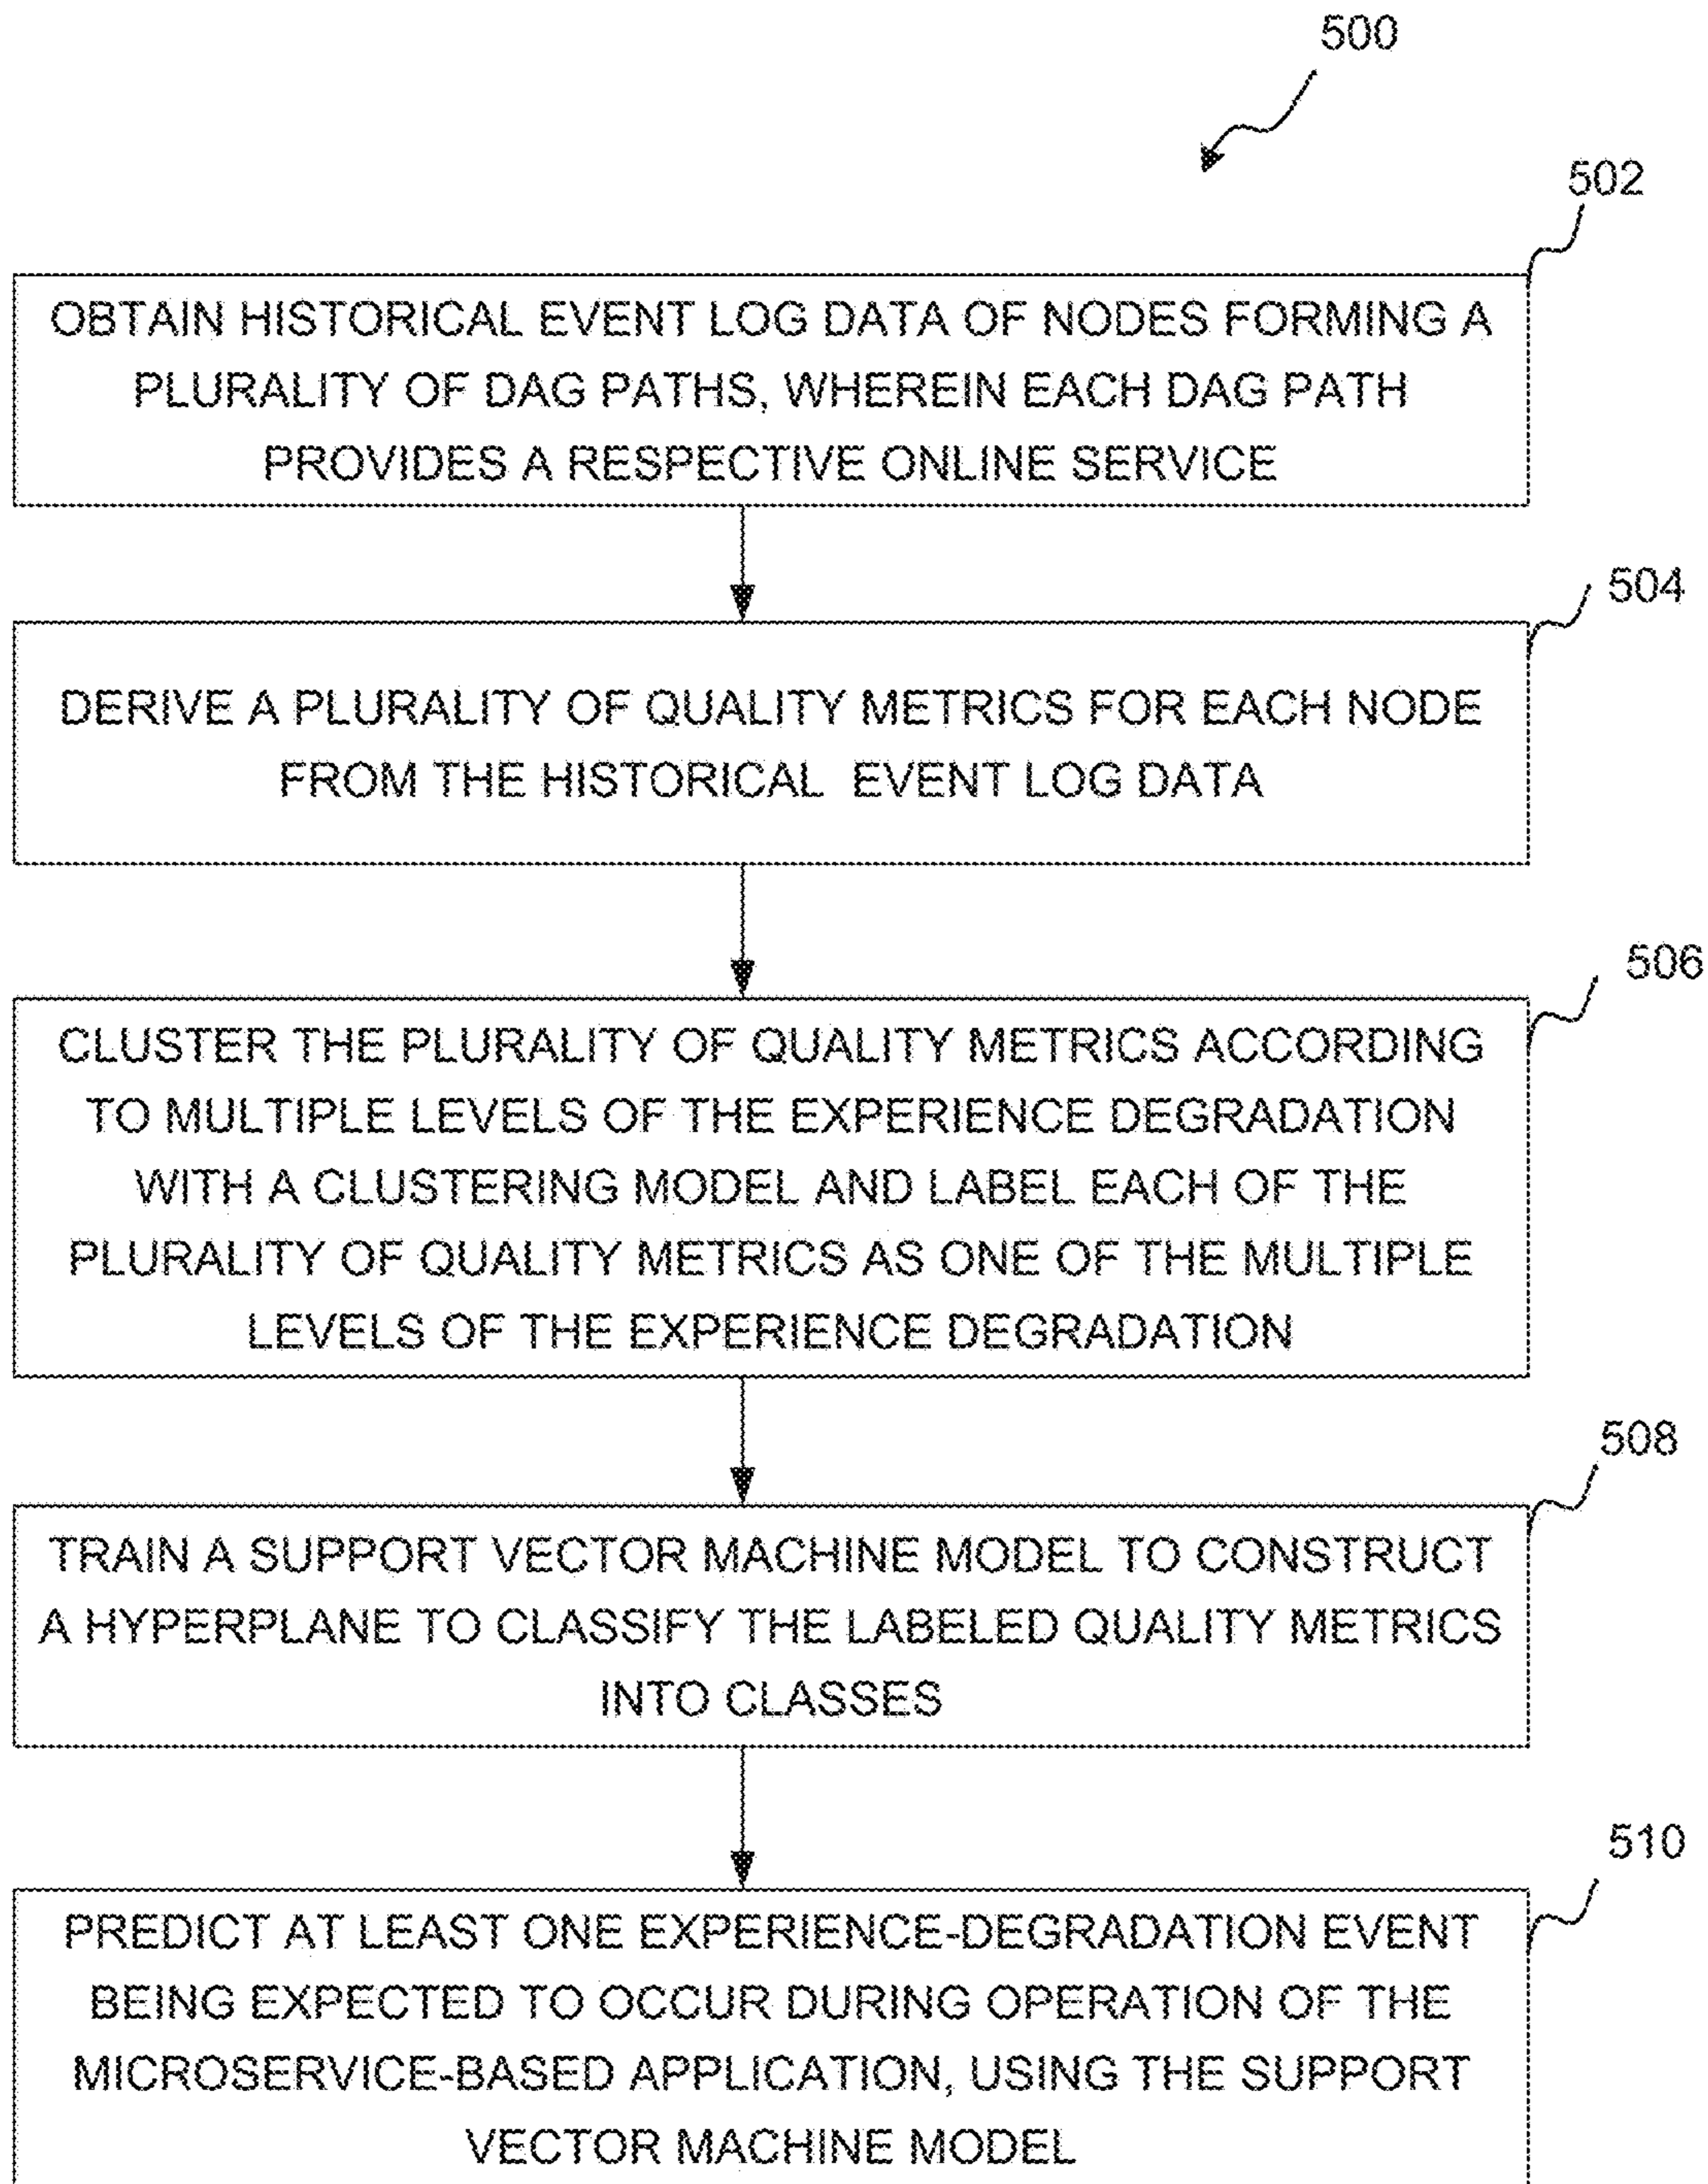 500
502
OBTAIN HISTORICAL EVENT LOG DATA OF NODES FORMING A
PLURALITY OF DAG PATHS, WHEREIN EACH DAG PATH
PROVIDES A RESPECTIVE ONLINE SERVICE
504
DERIVE A PLURALITY OF QUALITY METRICS FOR EACH NODE
FROM THE HISTORICAL EVENT LOG DATA
506
CLUSTER THE PLURALITY OF QUALITY METRICS ACCORDING
TO MULTIPLE LEVELS OF THE EXPERIENCE DEGRADATION
WITH A CLUSTERING MODEL AND LABEL EACH OF THE
PLURALITY OF QUALITY METRICS AS ONE OF THE MULTIPLE
LEVELS OF THE EXPERIENCE DEGRADATION
508
TRAIN A SUPPORT VECTOR MACHINE MODEL TO CONSTRUCT
A HYPERPLANE TO CLASSIFY THE LABELED QUALITY METRICS
INTO CLASSES
510
PREDICT AT LEAST ONE EXPERIENCE-DEGRADATION EVENT
BEING EXPECTED TO OCCUR DURING OPERATION OF THE
MICROSERVICE-BASED APPLICATION, USING THE SUPPORT
VECTOR MACHINE MODEL